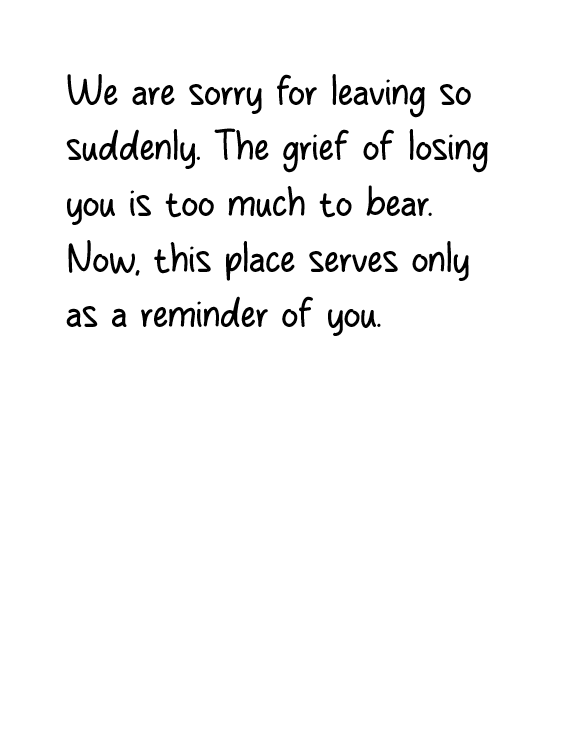 We are sorry for leaving so
suddenly. The grief of losing
you is too much to bear.
Now, this place serves only
as a reminder of you.